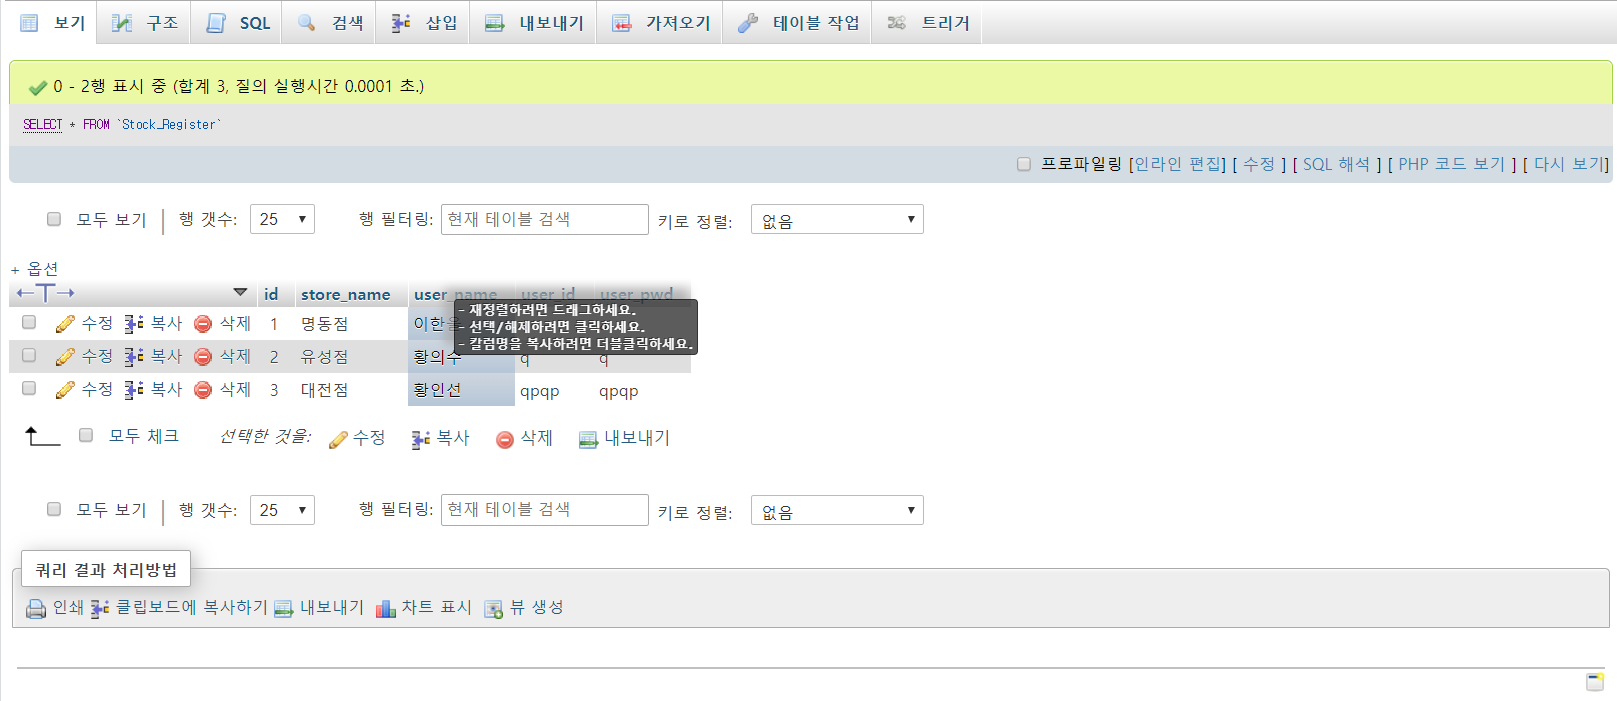 보기 구조 SQL 검색 삽입 내보내기 가져오기 테이블 작업 트리거
0 - 2행 표시 중 (합계 3, 질의 실행시간 0.0001 초.)
SELECT * FROM `Stock_Register`
프로파일링 [인라인 편집] [ 수정 ] [ SQL 해석 ] [ PHP 코드 보기 ] [ 다시 보기]
모두 보기 | 행 갯수: 25 행 필터링: 현재 테이블 검색 키로 정렬: 없음
+ 옵션
←T→ id store_name user_name user_id user_pwd
- 재정렬하려면 드래그하세요.
- 선택/해제하려면 클릭하세요.
- 칼럼명을 복사하려면 더블클릭하세요.
수정 복사 삭제 1 명동점 이한
수정 복사 삭제 2 유성점 황의수 q q
수정 복사 삭제 3 대전점 황인선 qpqp qpqp
모두 체크 선택한 것을: 수정 복사 삭제 내보내기
모두 보기 | 행 갯수: 25 행 필터링: 현재 테이블 검색 키로 정렬: 없음
쿼리 결과 처리방법
인쇄 클립보드에 복사하기 내보내기 차트 표시 뷰 생성